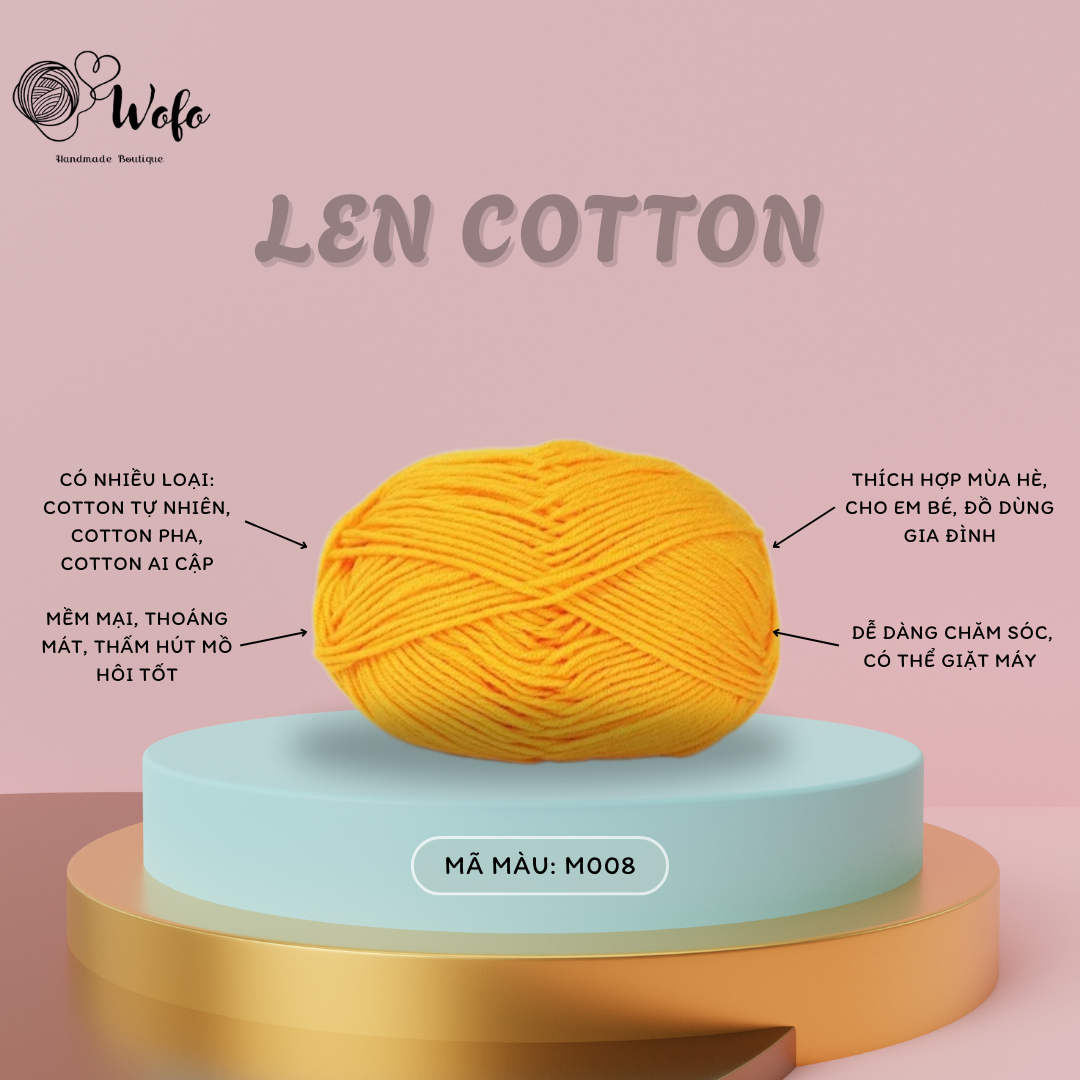 Wofo
Handmade Boutique
LEN COTTON
CÓ NHIỀU LOẠI:
COTTON TỰ NHIÊN,
COTTON PHA,
COTTON AI CẬP
THÍCH HỢP MÙA HÈ,
CHO EM BÉ, ĐỒ DÙNG
GIA ĐÌNH
MỀM MẠI, THOÁNG
MÁT, THẤM HÚT MỒ
HÔI TỐT
DỄ DÀNG CHĂM SÓC,
CÓ THỂ GIẶT MÁY
MÃ MÀU: M008